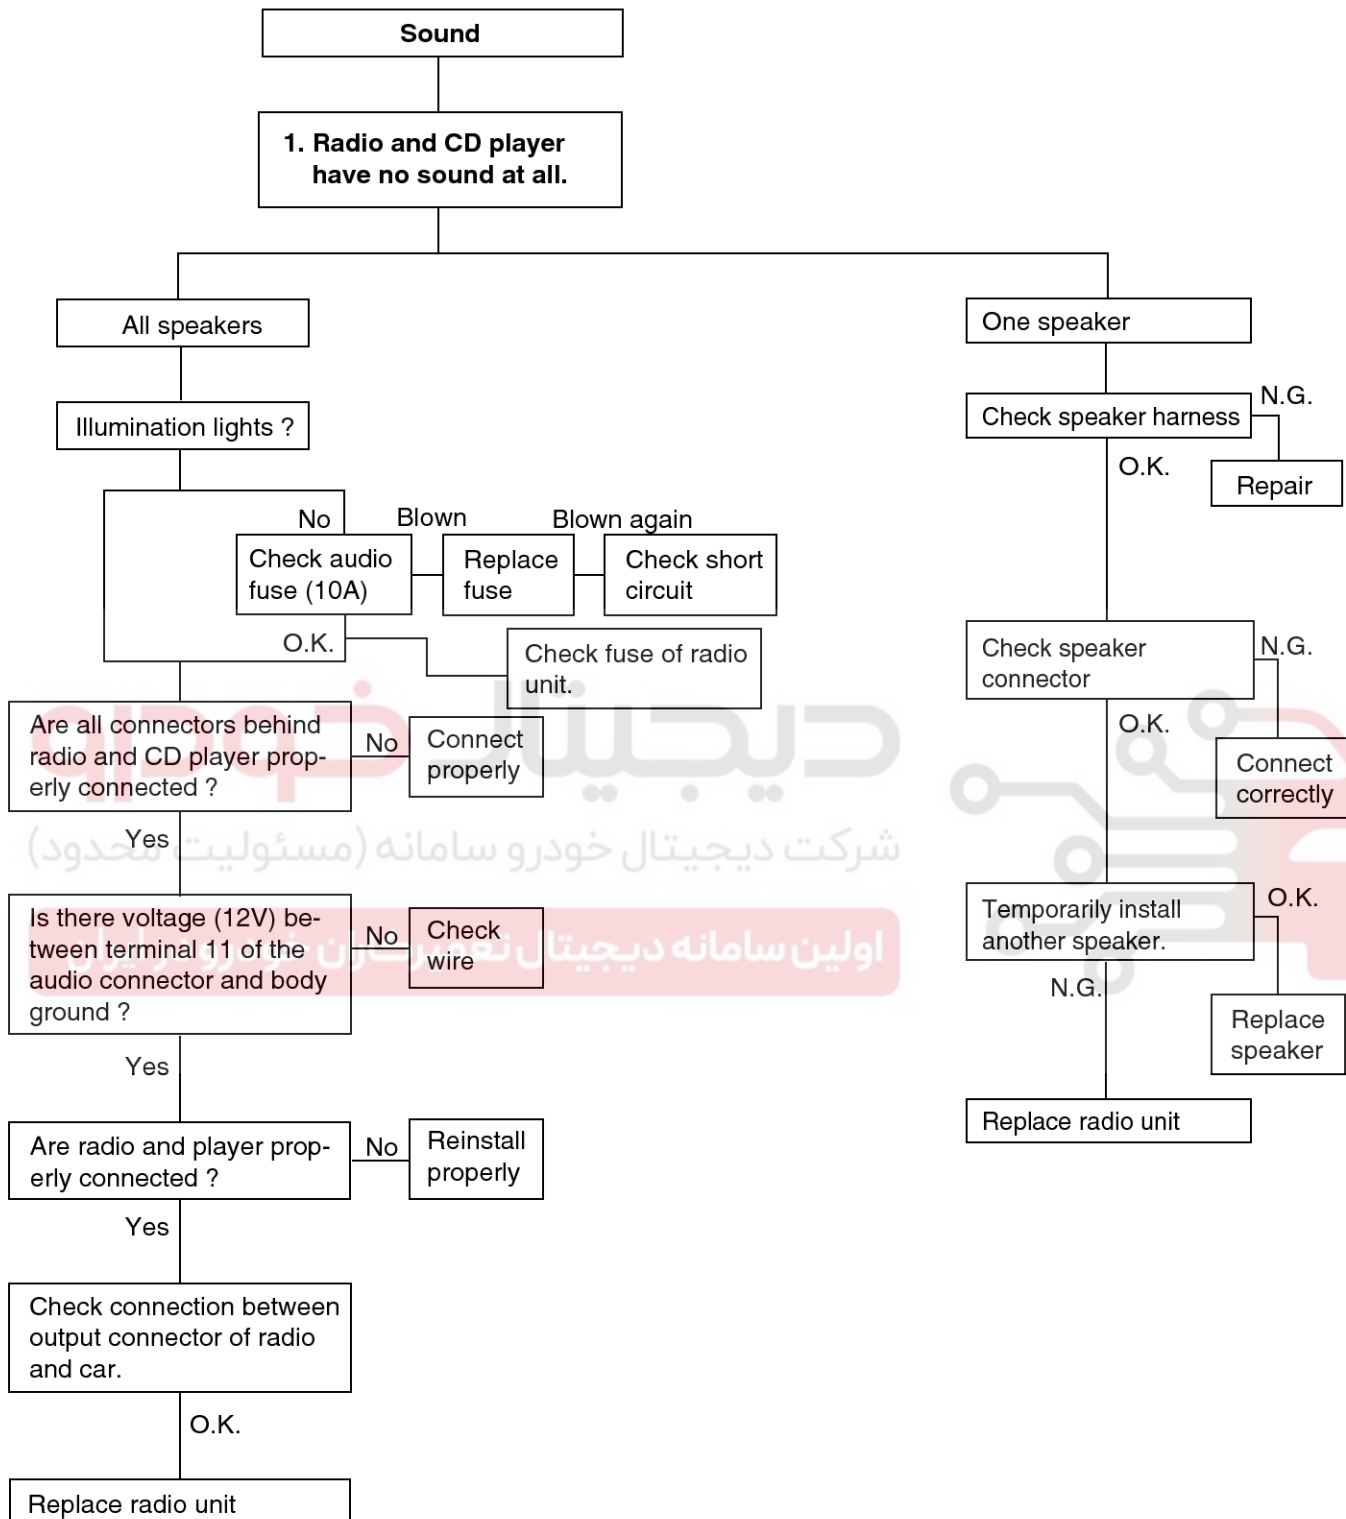 Sound
1. Radio and CD player
have no sound at all.
All speakers
Illumination lights ?
No
Blown
Blown again
Check audio
fuse (10A)
Replace
fuse
Check short
circuit
O.K.
Check fuse of radio
unit.
Are all connectors behind
radio and CD player prop-
erly connected ?
No
Connect
properly
Yes
Is there voltage (12V) be-
tween terminal 11 of the
audio connector and body
ground ?
No
Check
wire
Yes
Are radio and player prop-
erly connected ?
No
Reinstall
properly
Yes
Check connection between
output connector of radio
and car.
O.K.
Replace radio unit
One speaker
Check speaker harness
N.G.
O.K.
Repair
Check speaker
connector
N.G.
O.K.
Connect
correctly
Temporarily install
another speaker.
O.K.
N.G.
Replace
speaker
Replace radio unit
دیجیتال خودرو
شرکت دیجیتال خودرو سامانه (مسئولیت محدود)
اولین سامانه دیجیتال تعمیرکاران خودرو در ایران